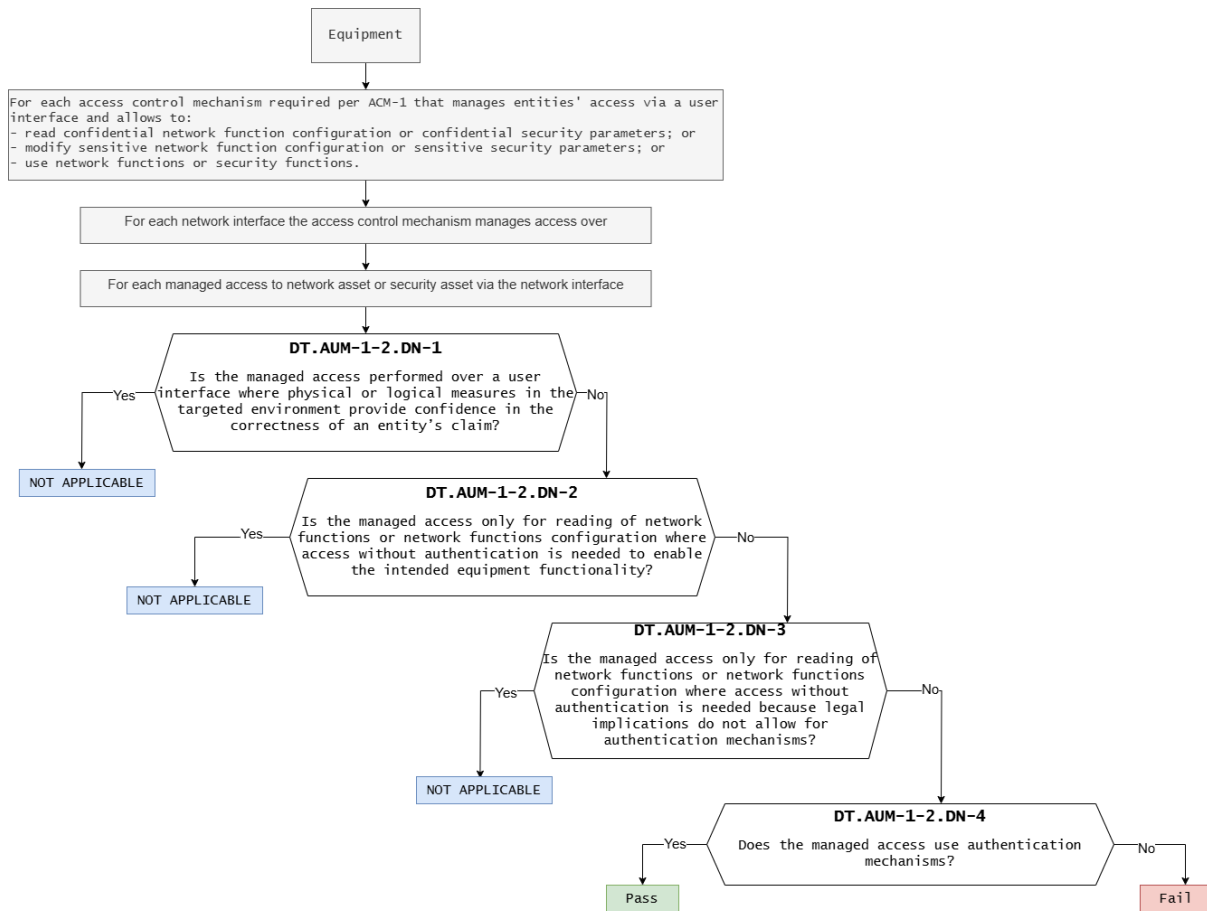 Equipment
For each access control mechanism required per ACM-1 that manages entities' access via a user
interface and allows to:
- read confidential network function configuration or confidential security parameters; or
- modify sensitive network function configuration or sensitive security parameters; or
- use network functions or security functions.
For each network interface the access control mechanism manages access over
For each managed access to network asset or security asset via the network interface
DT.AUM-1-2.DN-1
Is the managed access performed over a user
interface where physical or logical measures in the
targeted environment provide confidence in the
correctness of an entity's claim?
Yes
No
NOT APPLICABLE
DT.AUM-1-2.DN-2
Is the managed access only for reading of network
functions or network functions configuration where
access without authentication is needed to enable
the intended equipment functionality?
Yes
No
NOT APPLICABLE
DT.AUM-1-2.DN-3
Is the managed access only for reading of
network functions or network functions
configuration where access without
authentication is needed because legal
implications do not allow for
authentication mechanisms?
Yes
No
NOT APPLICABLE
DT.AUM-1-2.DN-4
Does the managed access use authentication
mechanisms?
Yes
No
Pass
Fail